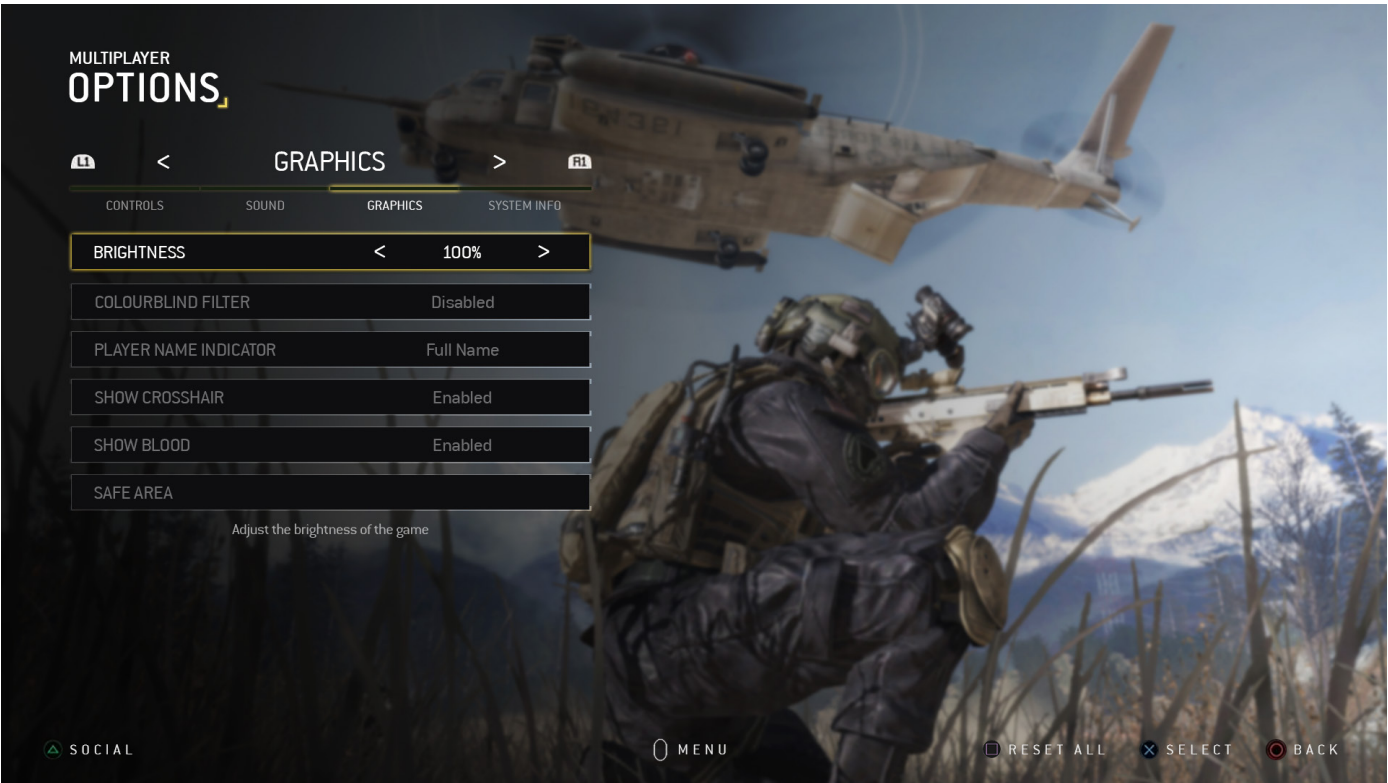 MULTIPLAYER
OPTIONS
L1 < GRAPHICS > R1
CONTROLS SOUND GRAPHICS SYSTEM INFO
BRIGHTNESS < 100% >
COLOURBLIND FILTER Disabled
PLAYER NAME INDICATOR Full Name
SHOW CROSSHAIR Enabled
SHOW BLOOD Enabled
SAFE AREA
Adjust the brightness of the game
SOCIAL MENU RESET ALL SELECT BACK